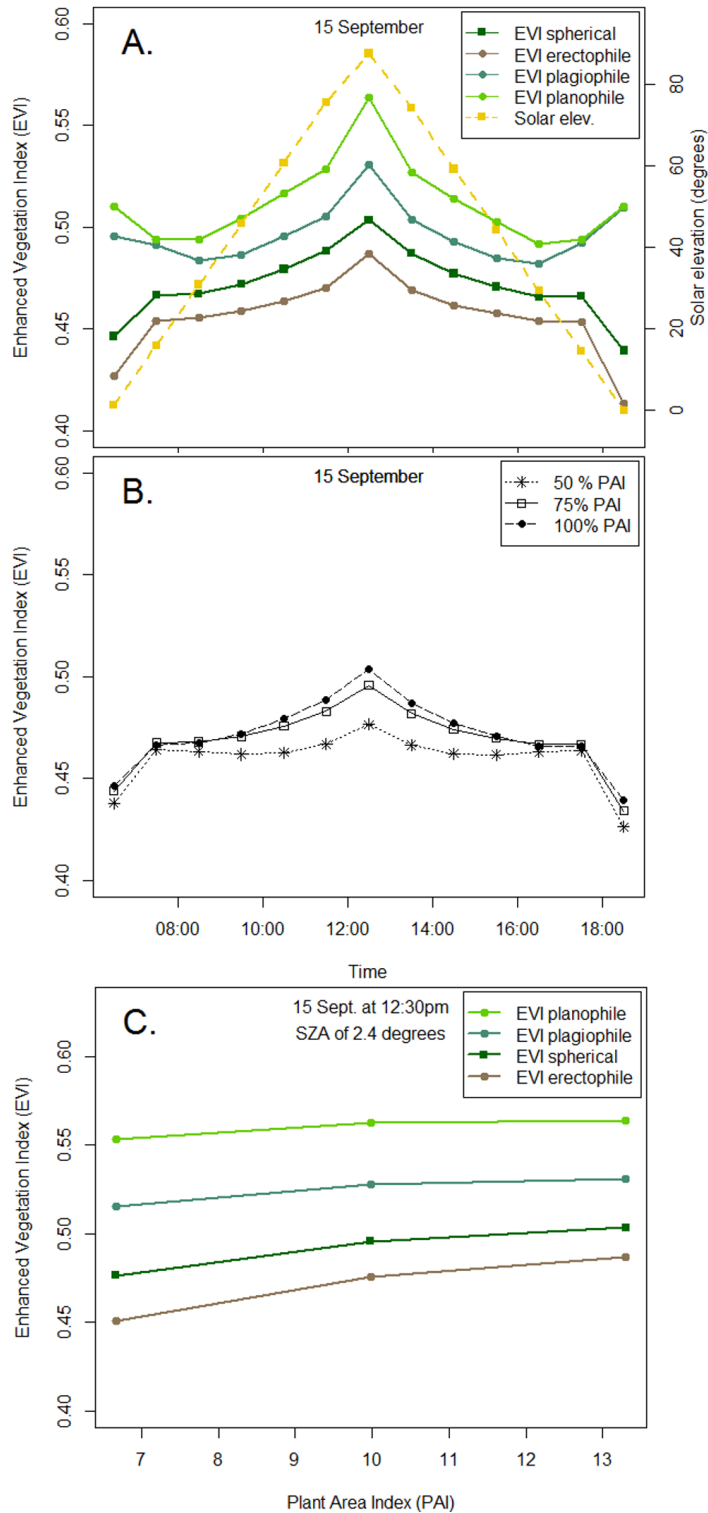 A.
15 September
EVI spherical
EVI erectophile
EVI plagiophile
EVI planophile
Solar elev.
Enhanced Vegetation Index (EVI)
0.60
0.55
0.50
0.45
0.40
Solar elevation (degrees)
80
60
40
20
0
B.
15 September
50 % PAI
75% PAI
100% PAI
Enhanced Vegetation Index (EVI)
0.60
0.55
0.50
0.45
0.40
08:00 10:00 12:00 14:00 16:00 18:00
Time
C.
15 Sept. at 12:30pm
SZA of 2.4 degrees
EVI planophile
EVI plagiophile
EVI spherical
EVI erectophile
Enhanced Vegetation Index (EVI)
0.60
0.55
0.50
0.45
0.40
7 8 9 10 11 12 13
Plant Area Index (PAI)